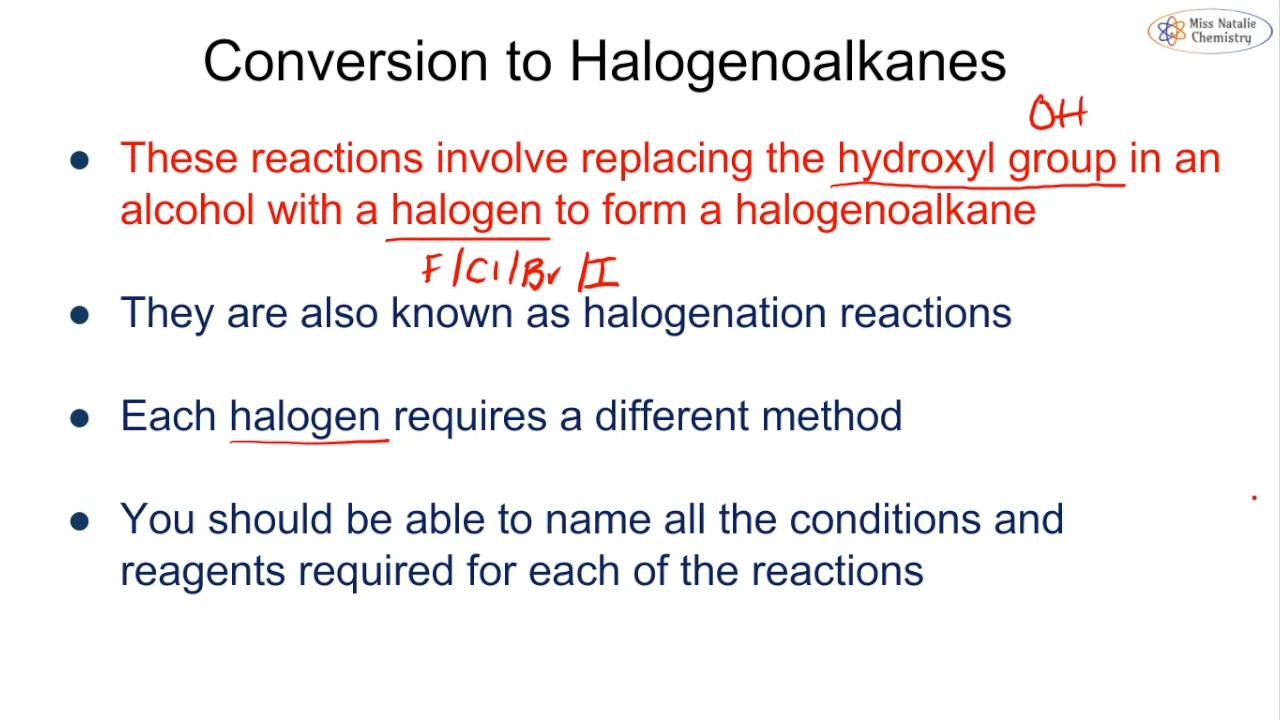 Miss Natalie
Chemistry
Conversion to Halogenoalkanes
OH
● These reactions involve replacing the hydroxyl group in an
alcohol with a halogen to form a halogenoalkane
F/Cl/Br/I
● They are also known as halogenation reactions
● Each halogen requires a different method
● You should be able to name all the conditions and
reagents required for each of the reactions